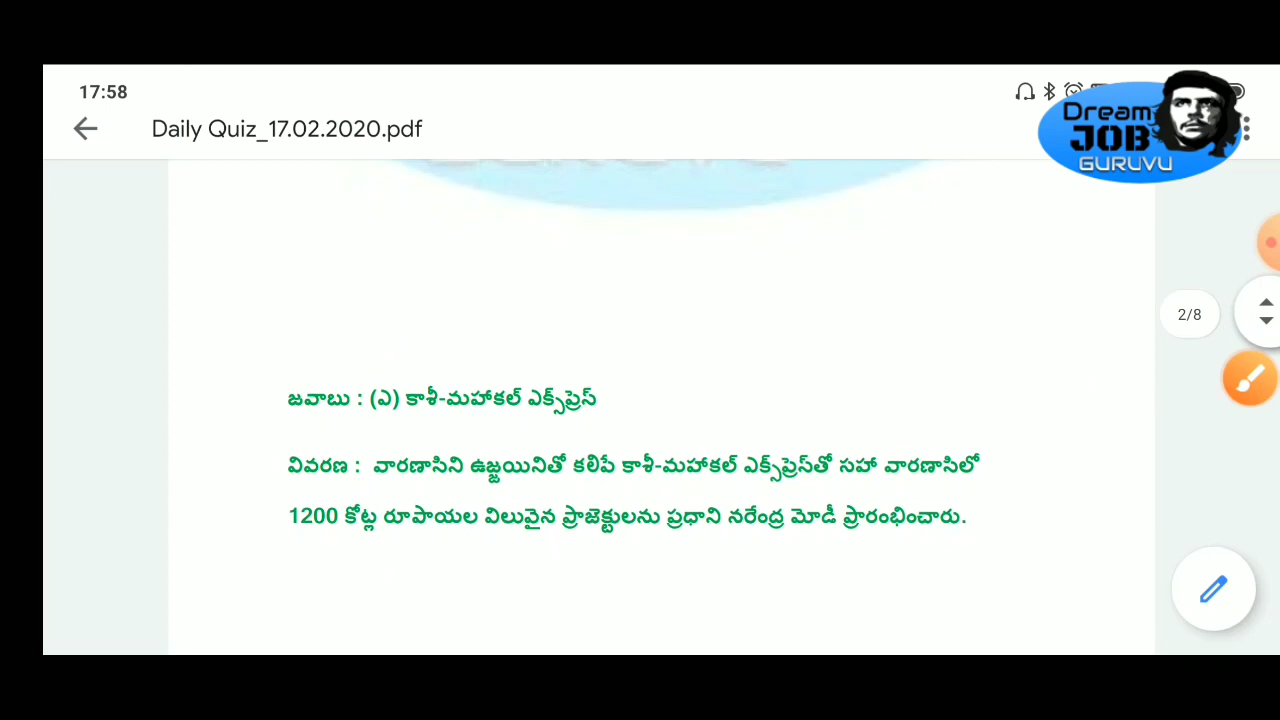 17:58
Daily Quiz_17.02.2020.pdf
Dream
JOB
GURUVU
2/8
జవాబు : (ఎ) కాశీ-మహాకల్ ఎక్స్‌ప్రెస్
వివరణ : వారణాసిని ఉజ్జయినితో కలిపే కాశీ-మహాకల్ ఎక్స్‌ప్రెస్‌తో సహా వారణాసిలో
1200 కోట్ల రూపాయల విలువైన ప్రాజెక్టులను ప్రధాని నరేంద్ర మోడీ ప్రారంభించారు.